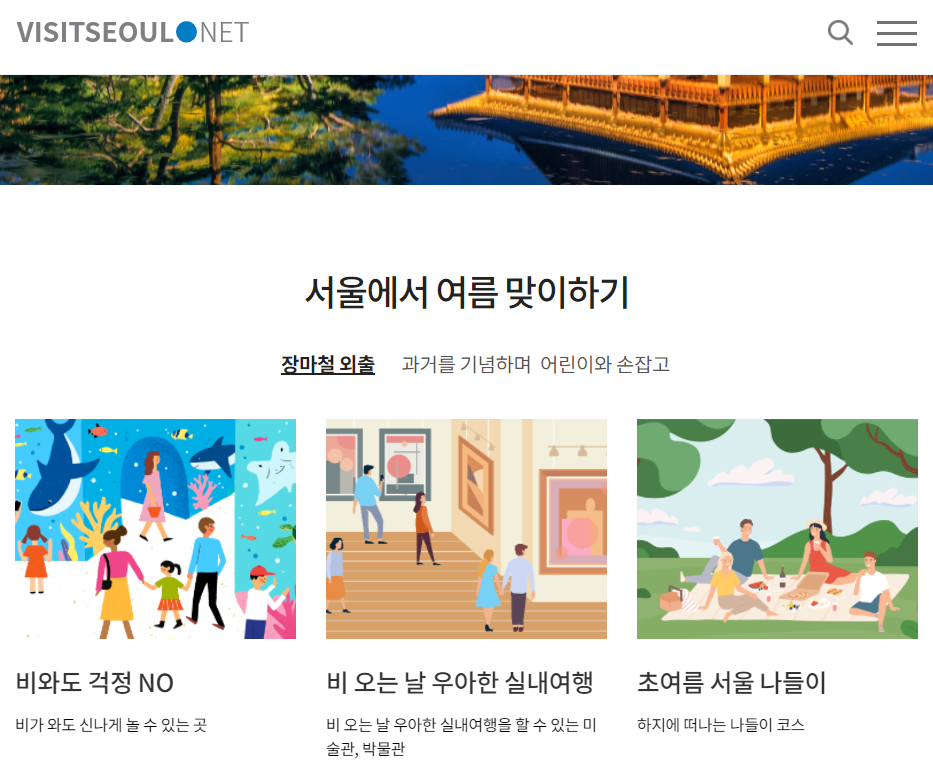 VISITSEOUL NET
서울에서 여름 맞이하기
장마철 외출 과거를 기념하며 어린이와 손잡고
비와도 걱정 NO
비가 와도 신나게 놀 수 있는 곳
비 오는 날 우아한 실내여행
비 오는 날 우아한 실내여행을 할 수 있는 미
술관, 박물관
초여름 서울 나들이
하지에 떠나는 나들이 코스